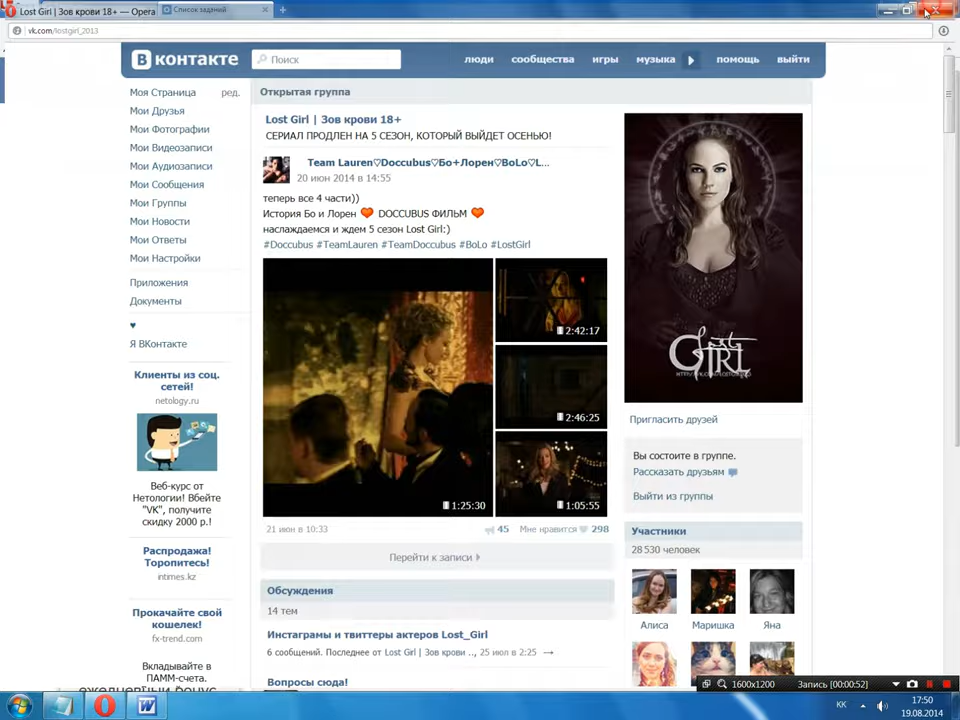 Lost Girl | Зов крови 18+ — Opera
Список заданий
vk.com/lostgirl_2013
В контакте
Поиск
люди сообщества игры музыка помощь выйти
Моя Страница ред.
Мои Друзья
Мои Фотографии
Мои Видеозаписи
Мои Аудиозаписи
Мои Сообщения
Мои Группы
Мои Новости
Мои Ответы
Мои Настройки
Приложения
Документы
♥
Я ВКонтакте
Клиенты из соц.
сетей!
netology.ru
Веб-курс от
Нетологии! Вбейте
"VK", получите
скидку 2000 р.!
Распродажа!
Торопитесь!
intimes.kz
Прокачайте свой
кошелек!
fx-trend.com
Вкладывайте в
ПАММ-счета.
ежедневный бонус
Открытая группа
Lost Girl | Зов крови 18+
СЕРИАЛ ПРОДЛЕН НА 5 СЕЗОН, КОТОРЫЙ ВЫЙДЕТ ОСЕНЬЮ!
Team Lauren♡Doccubus♡Бо+Лорен♡BoLo♡L...
20 июн 2014 в 14:55
теперь все 4 части))
История Бо и Лорен ❤ DOCCUBUS ФИЛЬМ ❤
наслаждаемся и ждем 5 сезон Lost Girl:)
#Doccubus #TeamLauren #TeamDoccubus #BoLo #LostGirl
2:42:17
2:46:25
1:25:30
1:05:55
21 июн в 10:33 45 Мне нравится 298
Перейти к записи
Обсуждения
14 тем
Инстаграмы и твиттеры актеров Lost_Girl
6 сообщений. Последнее от Lost Girl | Зов крови .., 25 июл в 2:25 →
Вопросы сюда!
Lost
GIRL
Пригласить друзей
Вы состоите в группе.
Рассказать друзьям
Выйти из группы
Участники
28 530 человек
Алиса Маришка Яна
1600x1200 Запись [00:00:52]
KK
17:50
19.08.2014